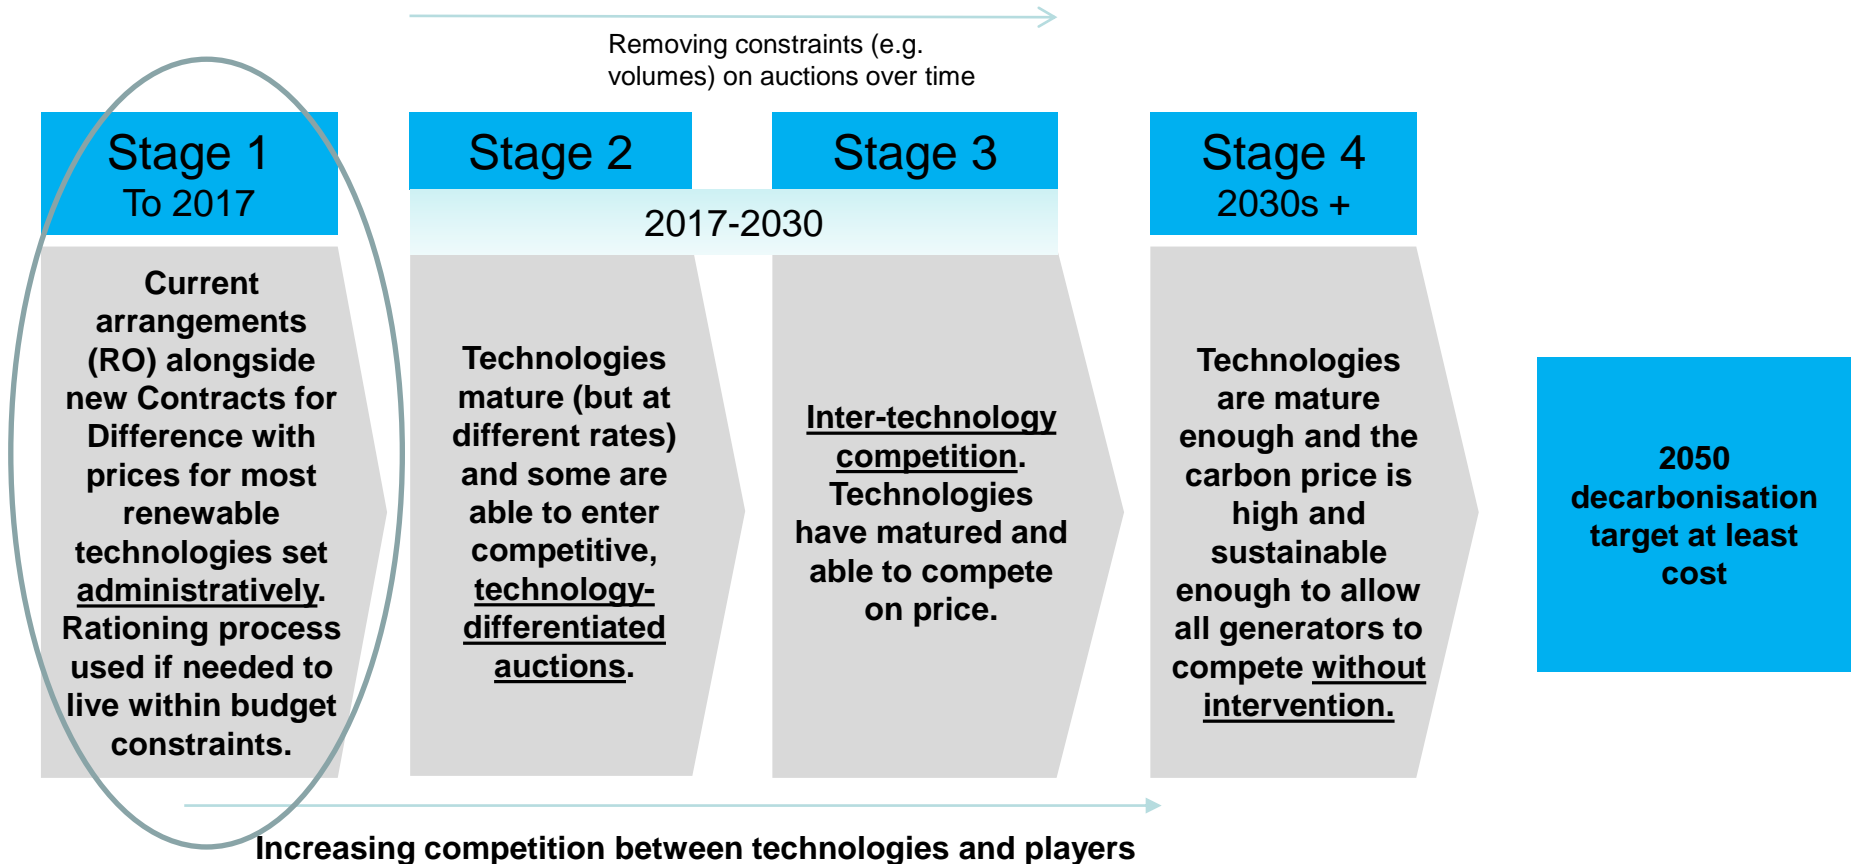 Removing constraints (e.g.
volumes) on auctions over time
Stage 1
To 2017
Stage 2
Stage 3
2017-2030
Stage 4
2030s +
Current
arrangements
(RO) alongside
new Contracts for
Difference with
prices for most
renewable
technologies set
administratively.
Rationing process
used if needed to
live within budget
constraints.
Technologies
mature (but at
different rates)
and some are
able to enter
competitive,
technology-
differentiated
auctions.
Inter-technology
competition.
Technologies
have matured and
able to compete
on price.
Technologies
are mature
enough and the
carbon price is
high and
sustainable
enough to allow
all generators to
compete without
intervention.
2050
decarbonisation
target at least
cost
Increasing competition between technologies and players